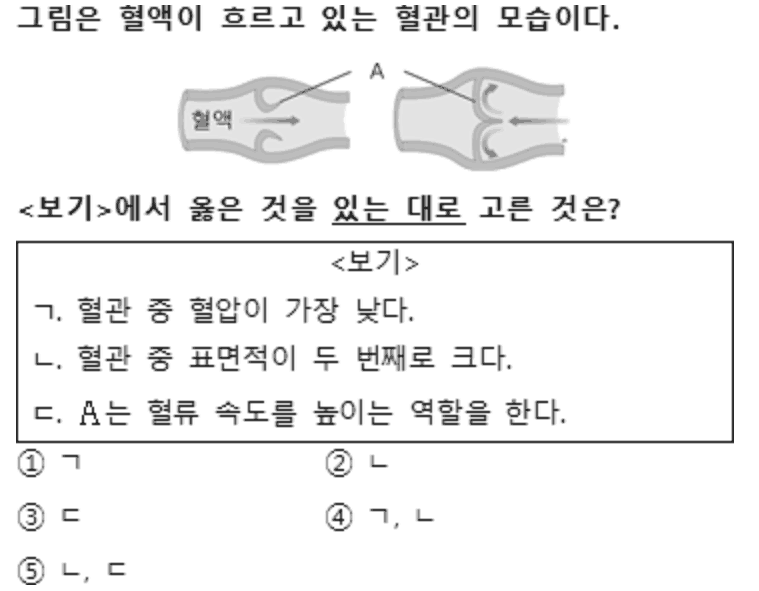 그림은 혈액이 흐르고 있는 혈관의 모습이다.
A
혈액
<보기>에서 옳은 것을 있는 대로 고른 것은?
<보기>
ㄱ. 혈관 중 혈압이 가장 낮다.
ㄴ. 혈관 중 표면적이 두 번째로 크다.
ㄷ. A는 혈류 속도를 높이는 역할을 한다.
① ㄱ ② ㄴ
③ ㄷ ④ ㄱ, ㄴ
⑤ ㄴ, ㄷ